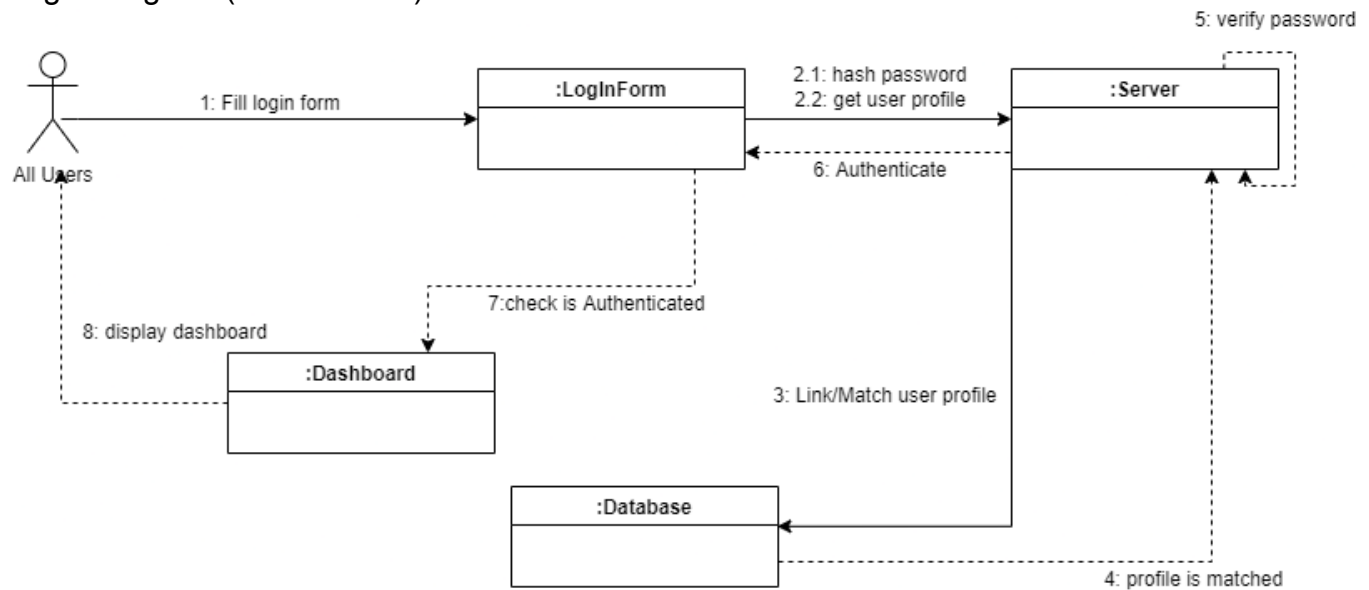 5: verify password
:LogInForm
2.1: hash password
:Server
1: Fill login form
2.2: get user profile
6: Authenticate
All Users
7:check is Authenticated
8: display dashboard
:Dashboard
3: Link/Match user profile
:Database
4: profile is matched